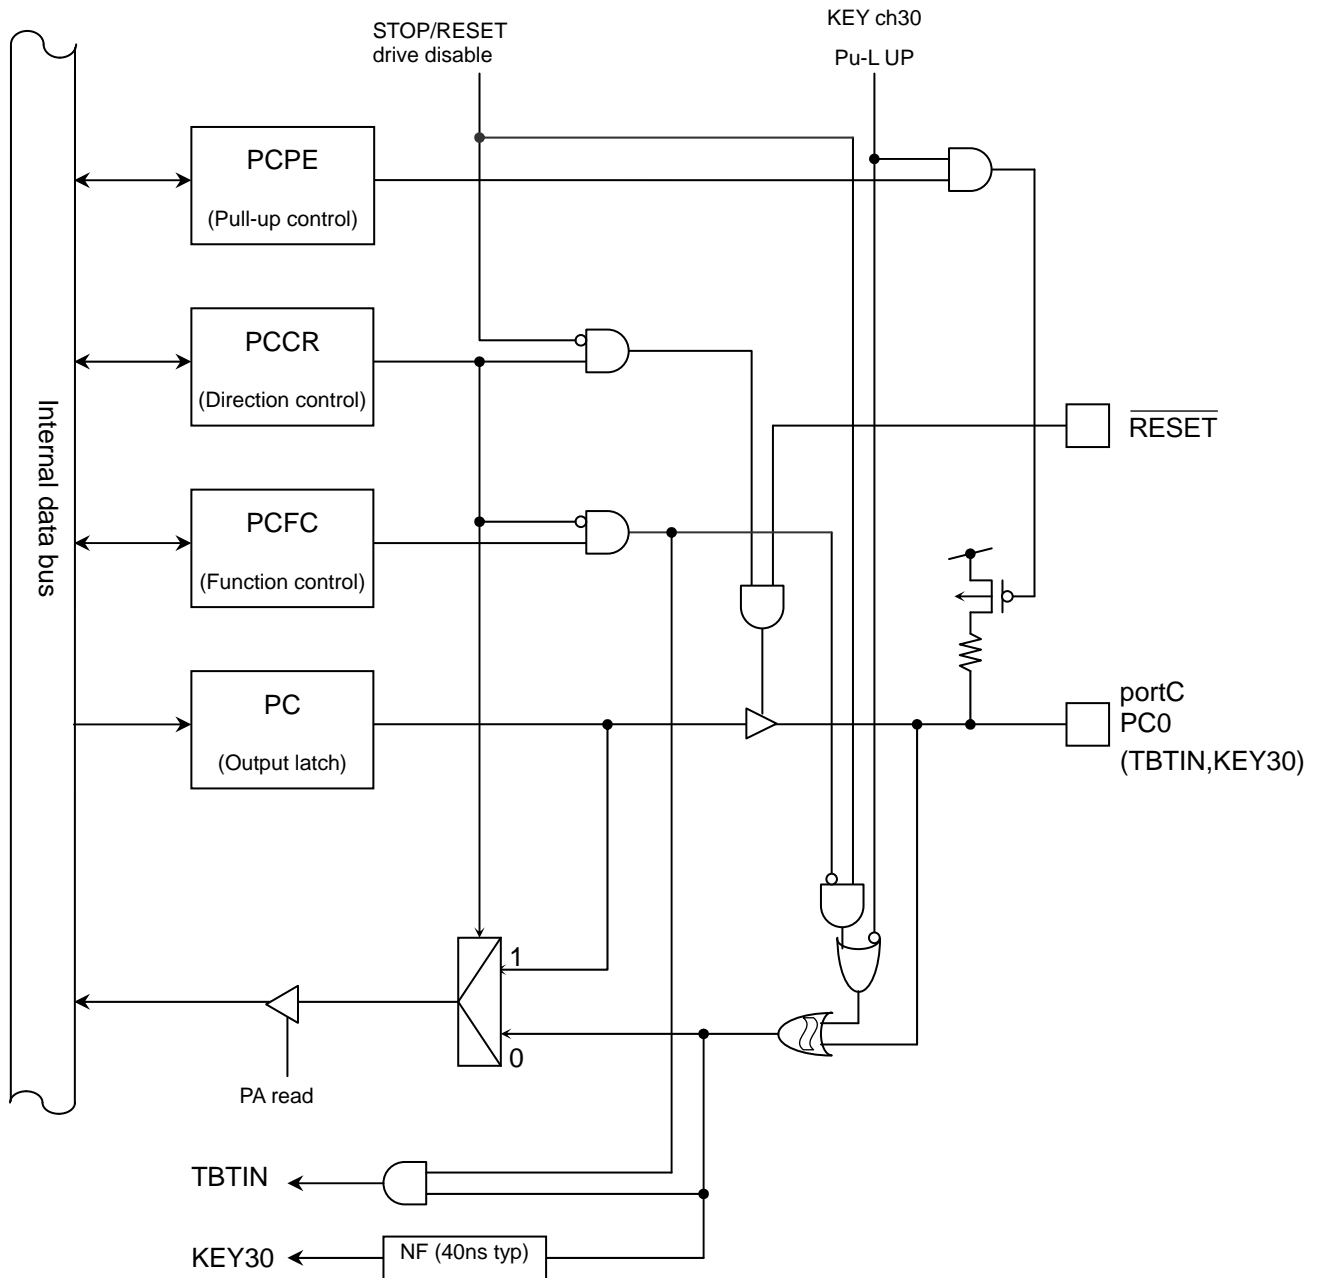 STOP/RESET
drive disable
KEY ch30
Pu-L UP
PCPE
(Pull-up control)
PCCR
(Direction control)
RESET
Internal data bus
PCFC
(Function control)
PC
(Output latch)
portC
PC0
(TBTIN,KEY30)
1
0
PA read
TBTIN
KEY30
NF (40ns typ)